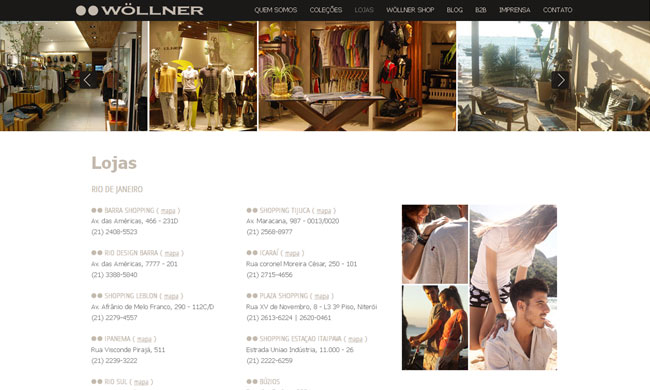 WÖLLNER
QUEM SOMOS COLEÇÕES LOJAS WÖLLNER SHOP BLOG B2B IMPRENSA CONTATO
Lojas
RIO DE JANEIRO
BARRA SHOPPING ( mapa )
Av. das Américas, 466 - 231D
(21) 2408-5523
RIO DESIGN BARRA ( mapa )
Av. das Américas, 7777 - 201
(21) 3388-5840
SHOPPING LEBLON ( mapa )
Av. Afrânio de Melo Franco, 290 - 112C/D
(21) 2279-4557
IPANEMA ( mapa )
Rua Visconde Pirajá, 511
(21) 2239-3222
RIO SUL ( mapa )
SHOPPING TIJUCA ( mapa )
Av. Maracana, 987 - 0013/0020
(21) 2568-8977
ICARAÍ ( mapa )
Rua coronel Moreira César, 250 - 101
(21) 2715-4656
PLAZA SHOPPING ( mapa )
Rua XV de Novembro, 8 - L3 3º Piso, Niterói
(21) 2613-6224 | 2620-0461
SHOPPING ESTAÇAO ITAIPAVA ( mapa )
Estrada Uniao Indústria, 11.000 - 26
(21) 2222-6259
BÚZIOS